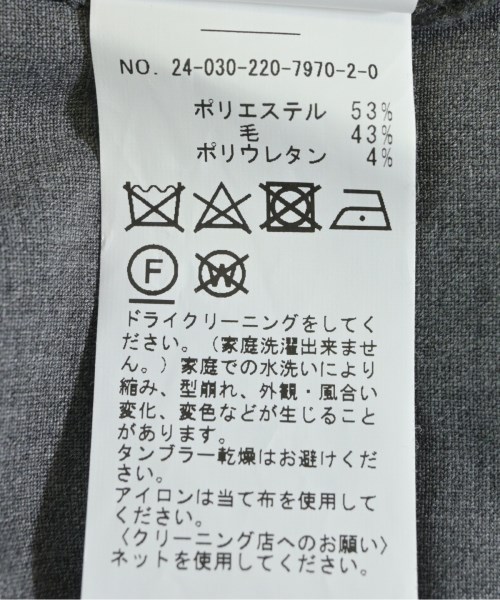 NO. 24-030-220-7970-2-0
ポリエステル 53%
毛 43%
ポリウレタン 4%
F W
ドライクリーニングをしてく
ださい。(家庭洗濯出来ませ
ん。)家庭での水洗いにより
縮み、型崩れ、外観・風合い
変化、変色などが生じること
があります。
タンブラー乾燥はお避けくだ
さい。
アイロンは当て布を使用して
ください。
〈クリーニング店へのお願い〉
ネットを使用してください。